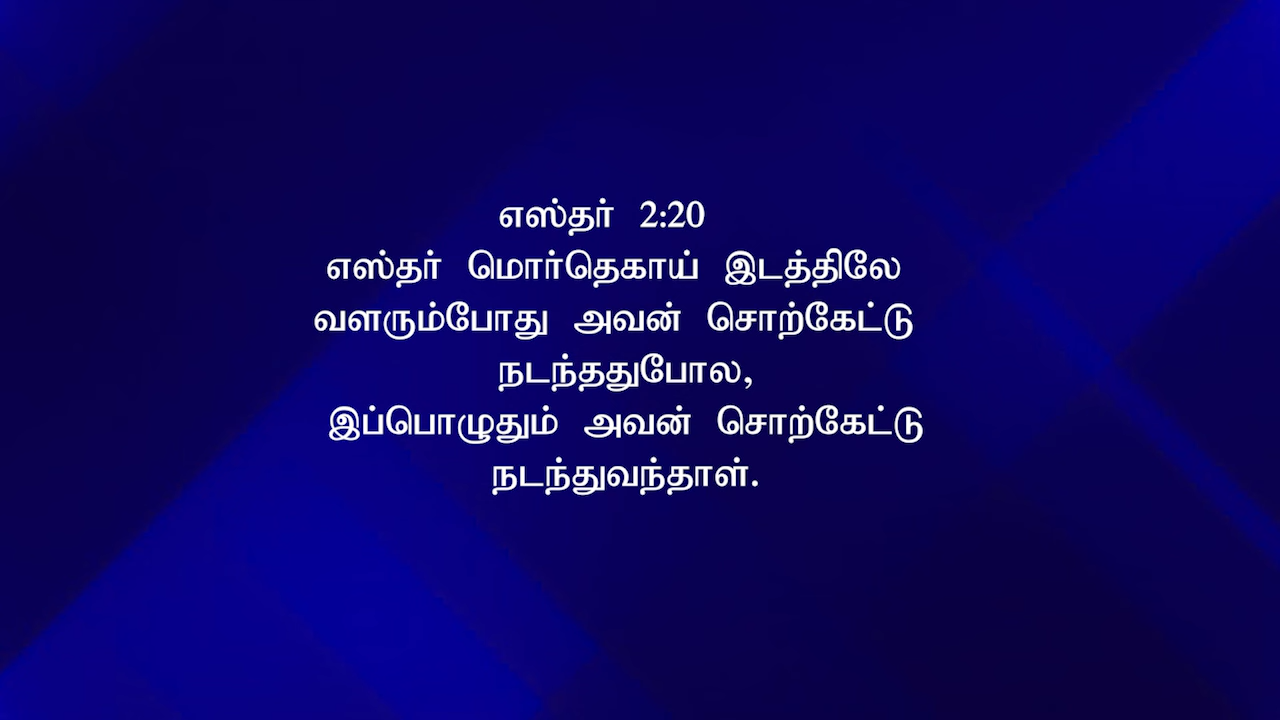 எஸ்தர் 2:20
எஸ்தர் மொர்தெகாய் இடத்திலே
வளரும்போது அவன் சொற்கேட்டு
நடந்ததுபோல,
இப்பொழுதும் அவன் சொற்கேட்டு
நடந்துவந்தாள்.